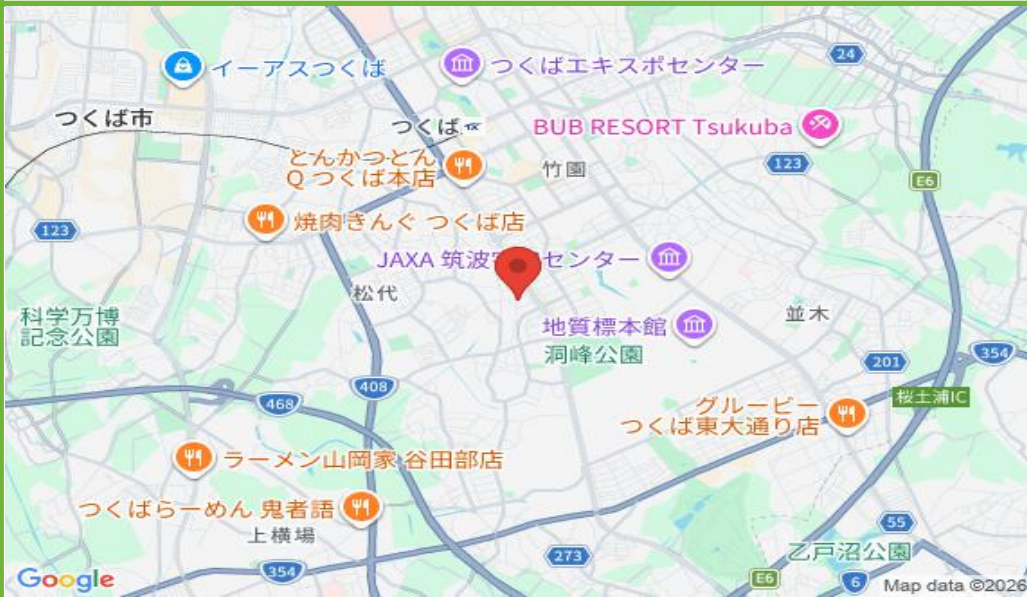 イーアスつくば
つくばエキスポセンター
24
つくば市
つくば
BUB RESORT Tsukuba
とんかつとん
Q つくば本店
竹園
123
E6
焼肉きんぐ つくば店
123
JAXA 筑波
センター
松代
科学万博
記念公園
地質標本館
並木
洞峰公園
201
354
408
468
桜土浦IC
グルービー
つくば東大通り店
ラーメン山岡家 谷田部店
つくばらーめん 鬼者語
上横場
55
乙戸沼公園
273
354
E6
6
Google
Map data ©2026